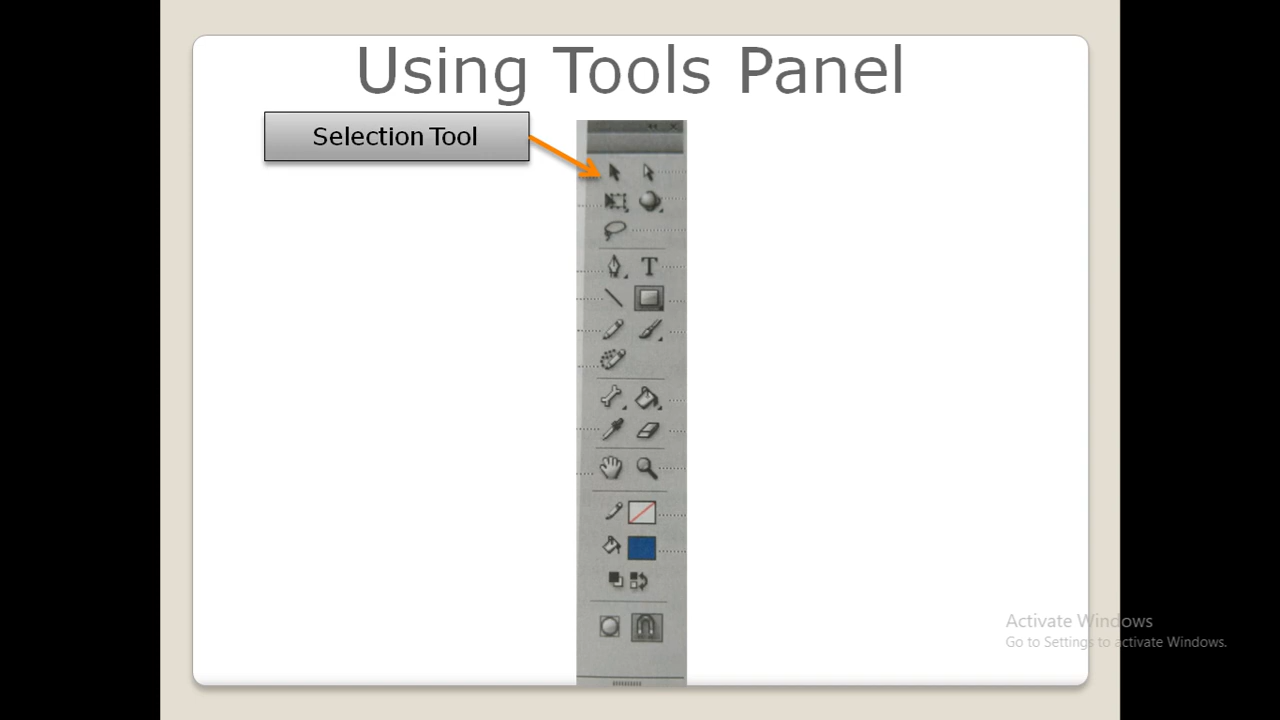 Using Tools Panel
Selection Tool
T
Activate Windows
Go to Settings to activate Windows.